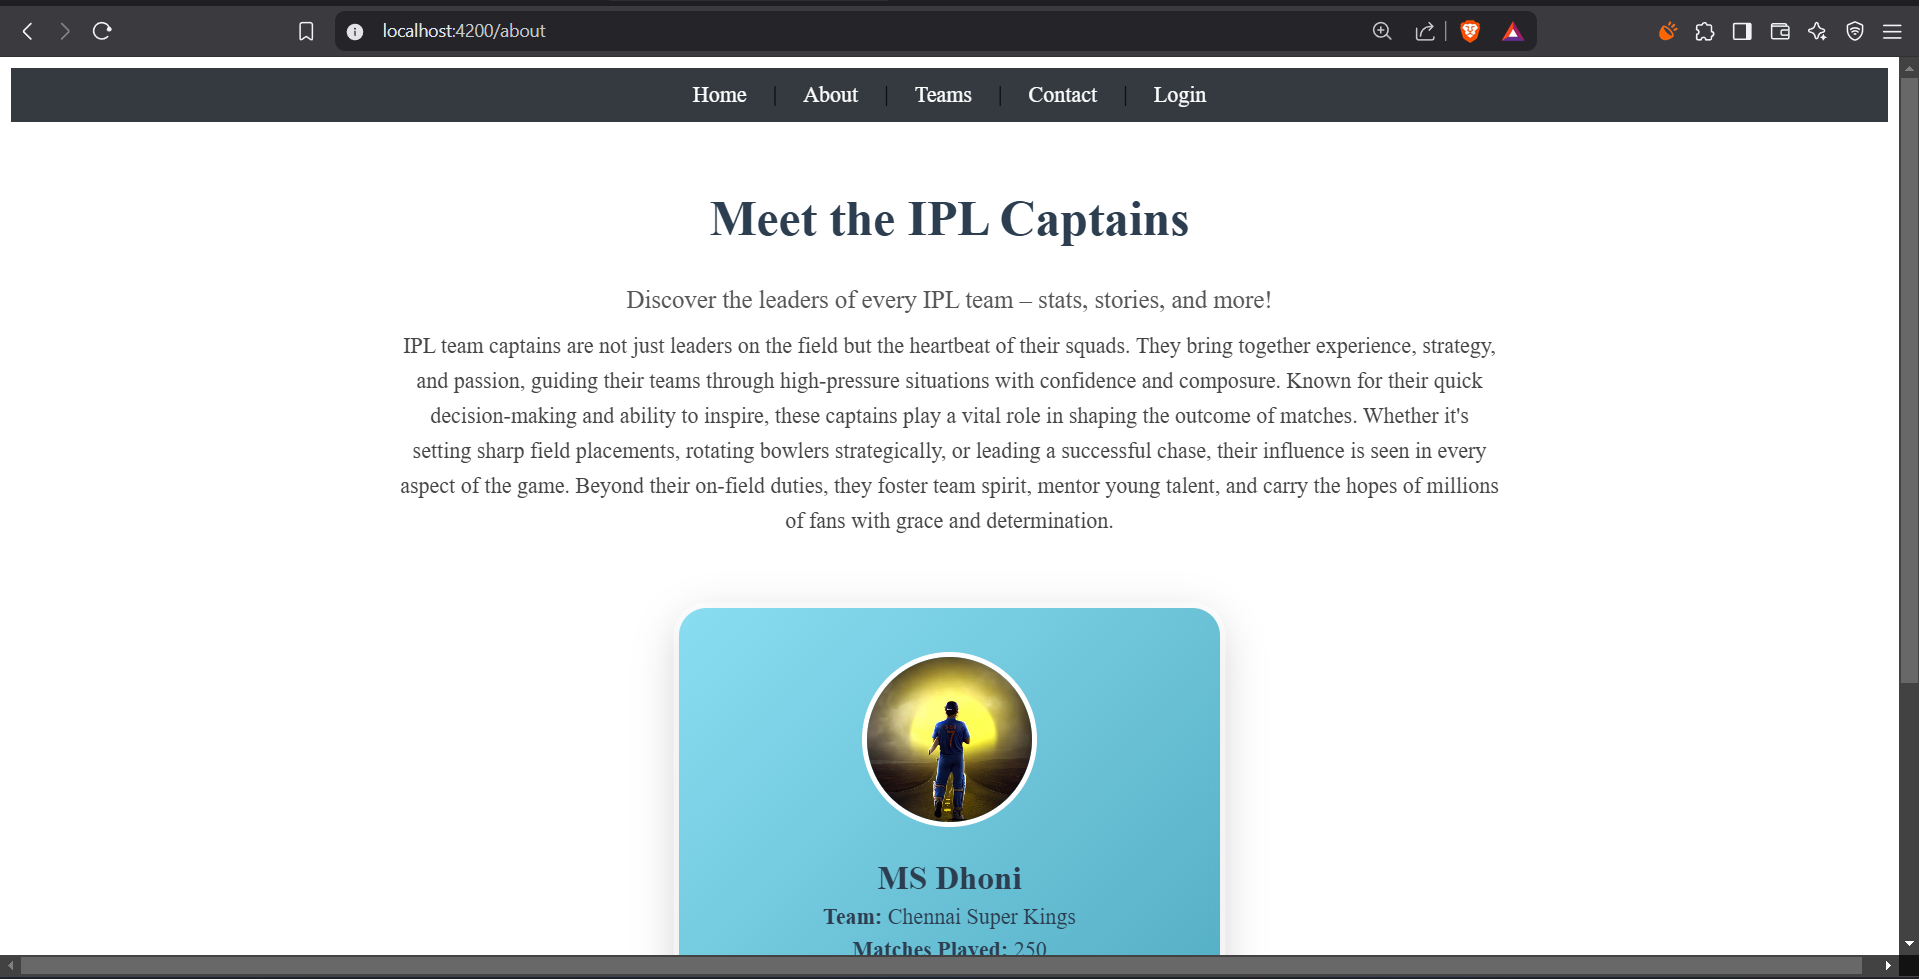 localhost:4200/about
Home | About | Teams | Contact | Login
Meet the IPL Captains
Discover the leaders of every IPL team – stats, stories, and more!
IPL team captains are not just leaders on the field but the heartbeat of their squads. They bring together experience, strategy,
and passion, guiding their teams through high-pressure situations with confidence and composure. Known for their quick
decision-making and ability to inspire, these captains play a vital role in shaping the outcome of matches. Whether it's
setting sharp field placements, rotating bowlers strategically, or leading a successful chase, their influence is seen in every
aspect of the game. Beyond their on-field duties, they foster team spirit, mentor young talent, and carry the hopes of millions
of fans with grace and determination.
7
MS Dhoni
Team: Chennai Super Kings
Matches Played: 250